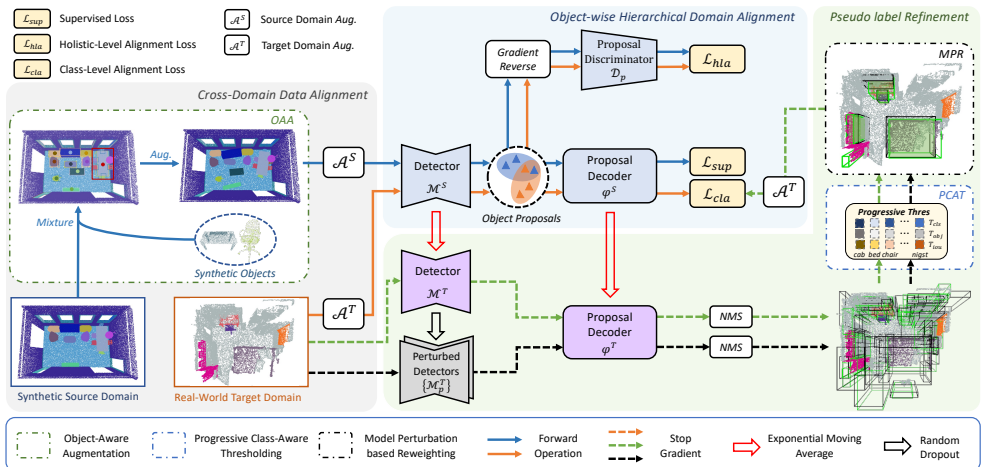 ℒsup Supervised Loss
ℒhla Holistic-Level Alignment Loss
ℒcla Class-Level Alignment Loss
𝒜S Source Domain Aug.
𝒜T Target Domain Aug.
Object-wise Hierarchical Domain Alignment
Pseudo label Refinement
Gradient
Reverse
Proposal
Discriminator
𝒟p
ℒhla
MPR
Cross-Domain Data Alignment
OAA
Aug.
𝒜S
Detector
ℳS
Object Proposals
Proposal
Decoder
φS
ℒsup
ℒcla
𝒜T
Mixture
Synthetic Objects
PCAT
Progressive Thres
Tcls
Tobj
Tiou
cab bed chair nigst
𝒜T
Detector
ℳT
Proposal
Decoder
φT
NMS
NMS
Perturbed
Detectors
{ℳpT}
Synthetic Source Domain
Real-World Target Domain
Object-Aware
Augmentation
Progressive Class-Aware
Thresholding
Model Perturbation
based Reweighting
Forward
Operation
Stop
Gradient
Exponential Moving
Average
Random
Dropout